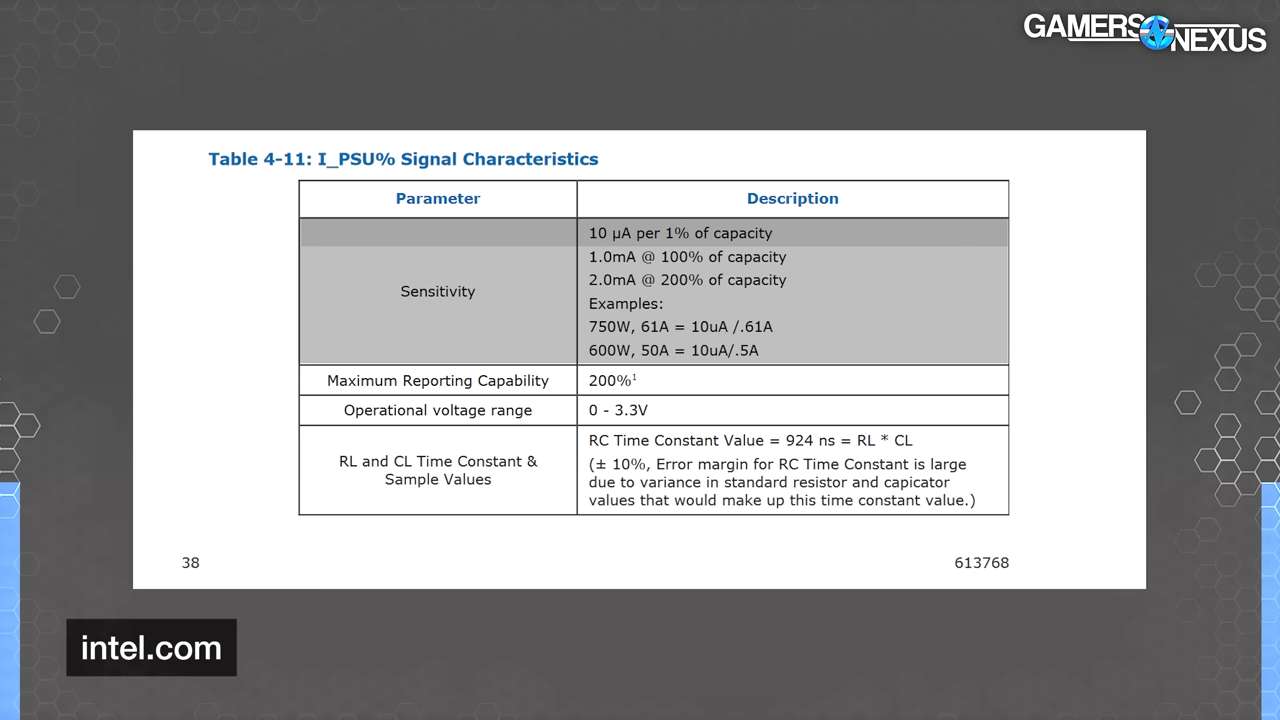 GAMERS NEXUS
Table 4-11: I_PSU% Signal Characteristics
Parameter
Description
Sensitivity
10 µA per 1% of capacity
1.0mA @ 100% of capacity
2.0mA @ 200% of capacity
Examples:
750W, 61A = 10uA /.61A
600W, 50A = 10uA/.5A
Maximum Reporting Capability
200%¹
Operational voltage range
0 - 3.3V
RL and CL Time Constant &
Sample Values
RC Time Constant Value = 924 ns = RL * CL
(± 10%, Error margin for RC Time Constant is large
due to variance in standard resistor and capicator
values that would make up this time constant value.)
38
613768
intel.com